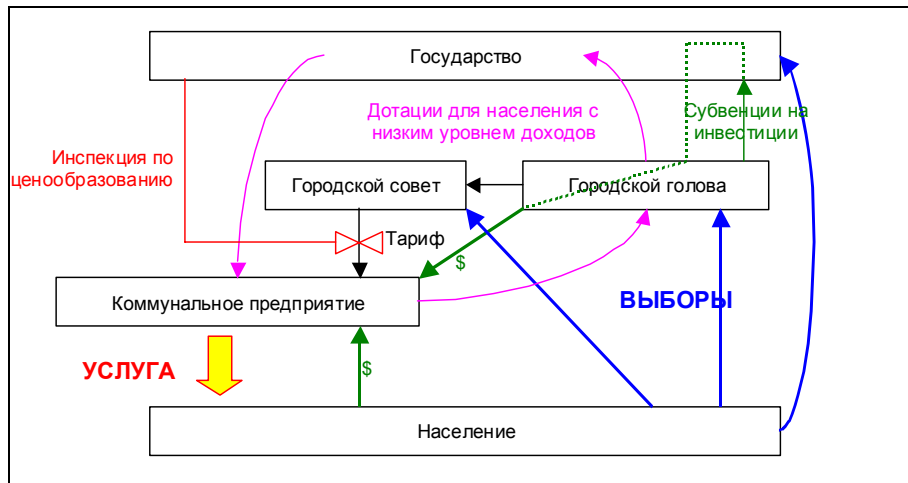 Государство
Дотации для населения с
низким уровнем доходов
Субвенции на
инвестиции
Инспекция по
ценообразованию
Городской совет
Городской голова
Тариф
$
Коммунальное предприятие
ВЫБОРЫ
УСЛУГА
$
Население